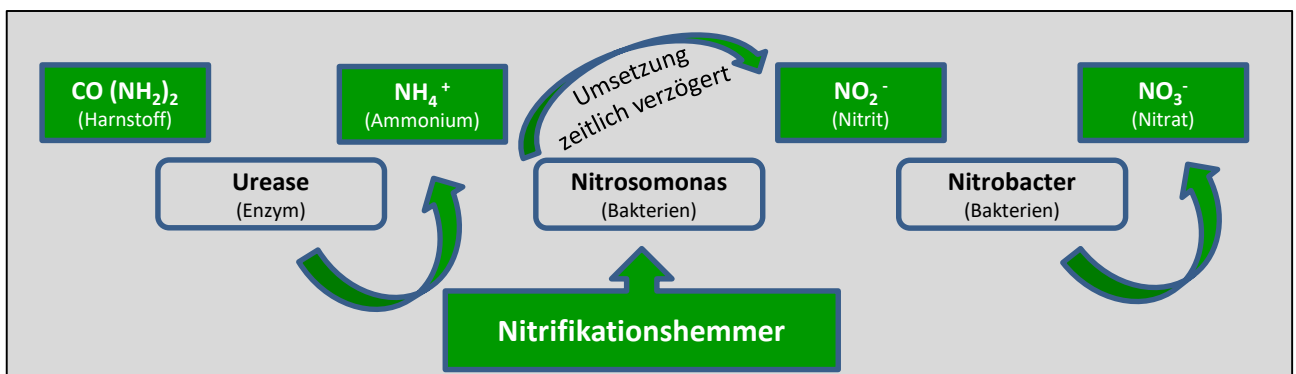 CO (NH₂)₂
(Harnstoff)
NH₄⁺
(Ammonium)
Umsetzung
zeitlich verzögert
NO₂⁻
(Nitrit)
NO₃⁻
(Nitrat)
Urease
(Enzym)
Nitrosomonas
(Bakterien)
Nitrobacter
(Bakterien)
Nitrifikationshemmer